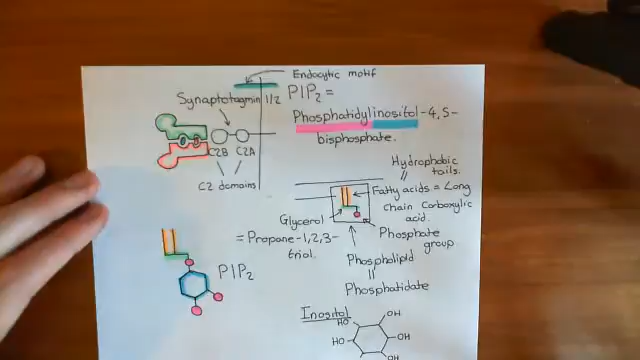 Endocytic motif
Synaptotagmin 1/2
PIP₂ =
Phosphatidylinositol-4,5-
bisphosphate.
C2B C2A
C2 domains
Hydrophobic
tails.
=
Fatty acids = Long
chain Carboxylic
acid.
Glycerol
= Propane-1,2,3-
triol.
Phosphate
group.
Phospholipid
=
Phosphatidate
PIP₂
Inositol
HO
OH
HO
OH
OH